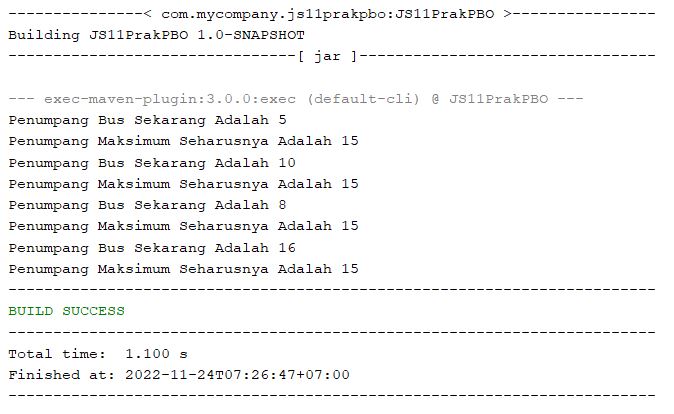 ---------------< com.mycompany.js11prakpbo:JS11PrakPBO >----------------
Building JS11PrakPBO 1.0-SNAPSHOT
--------------------------------[ jar ]---------------------------------
--- exec-maven-plugin:3.0.0:exec (default-cli) @ JS11PrakPBO ---
Penumpang Bus Sekarang Adalah 5
Penumpang Maksimum Seharusnya Adalah 15
Penumpang Bus Sekarang Adalah 10
Penumpang Maksimum Seharusnya Adalah 15
Penumpang Bus Sekarang Adalah 8
Penumpang Maksimum Seharusnya Adalah 15
Penumpang Bus Sekarang Adalah 16
Penumpang Maksimum Seharusnya Adalah 15
------------------------------------------------------------------------
BUILD SUCCESS
------------------------------------------------------------------------
Total time:  1.100 s
Finished at: 2022-11-24T07:26:47+07:00
------------------------------------------------------------------------